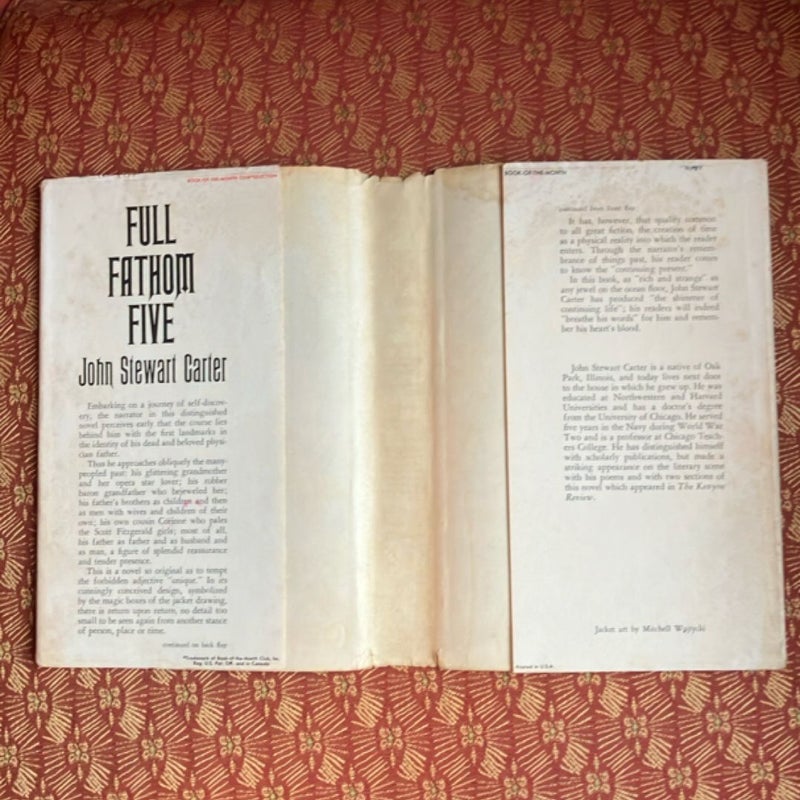 BOOK-OF-THE-MONTH CLUB SELECTION
FULL
FATHOM
FIVE
John Stewart Carter
Embarking on a journey of self-discov-
ery, the narrator in this distinguished
novel perceives early that the course lies
behind him with the first landmarks in
the identity of his dead and beloved physi-
cian father.
Thus he approaches obliquely the many-
peopled past: his glittering grandmother
and her opera star lover; his robber
baron grandfather who bejeweled her;
his father's brothers as children and then
as men with wives and children of their
own; his own cousin Corinne who pales
the Scott Fitzgerald girls; most of all,
his father as father and as husband and
as man, a figure of splendid reassurance
and tender presence.
This is a novel so original as to tempt
the forbidden adjective "unique." In its
cunningly conceived design, symbolized
by the magic boxes of the jacket drawing,
there is return upon return, no detail too
small to be seen again from another stance
of person, place or time.
continued on back flap
*Trademark of Book-of-the-Month Club, Inc.
Reg. U.S. Pat. Off. and in Canada
BOOK-OF-THE-MONTH
continued from front flap
It has, however, that quality common
to all great fiction, the creation of time
as a physical reality into which the reader
enters. Through the narrator's remem-
brance of things past, his reader comes
to know the "continuing present."
In this book, as "rich and strange" as
any jewel on the ocean floor, John Stewart
Carter has produced "the shimmer of
continuing life"; his readers will indeed
"breathe his words" for him and remem-
ber his heart's blood.
John Stewart Carter is a native of Oak
Park, Illinois, and today lives next door
to the house in which he grew up. He was
educated at Northwestern and Harvard
Universities and has a doctor's degree
from the University of Chicago. He served
five years in the Navy during World War
Two and is a professor at Chicago Teach-
ers College. He has distinguished himself
with scholarly publications, but made a
striking appearance on the literary scene
with his poems and with two sections of
this novel which appeared in The Kenyon
Review.
Jacket art by Mitchell
Printed in U.S.A.